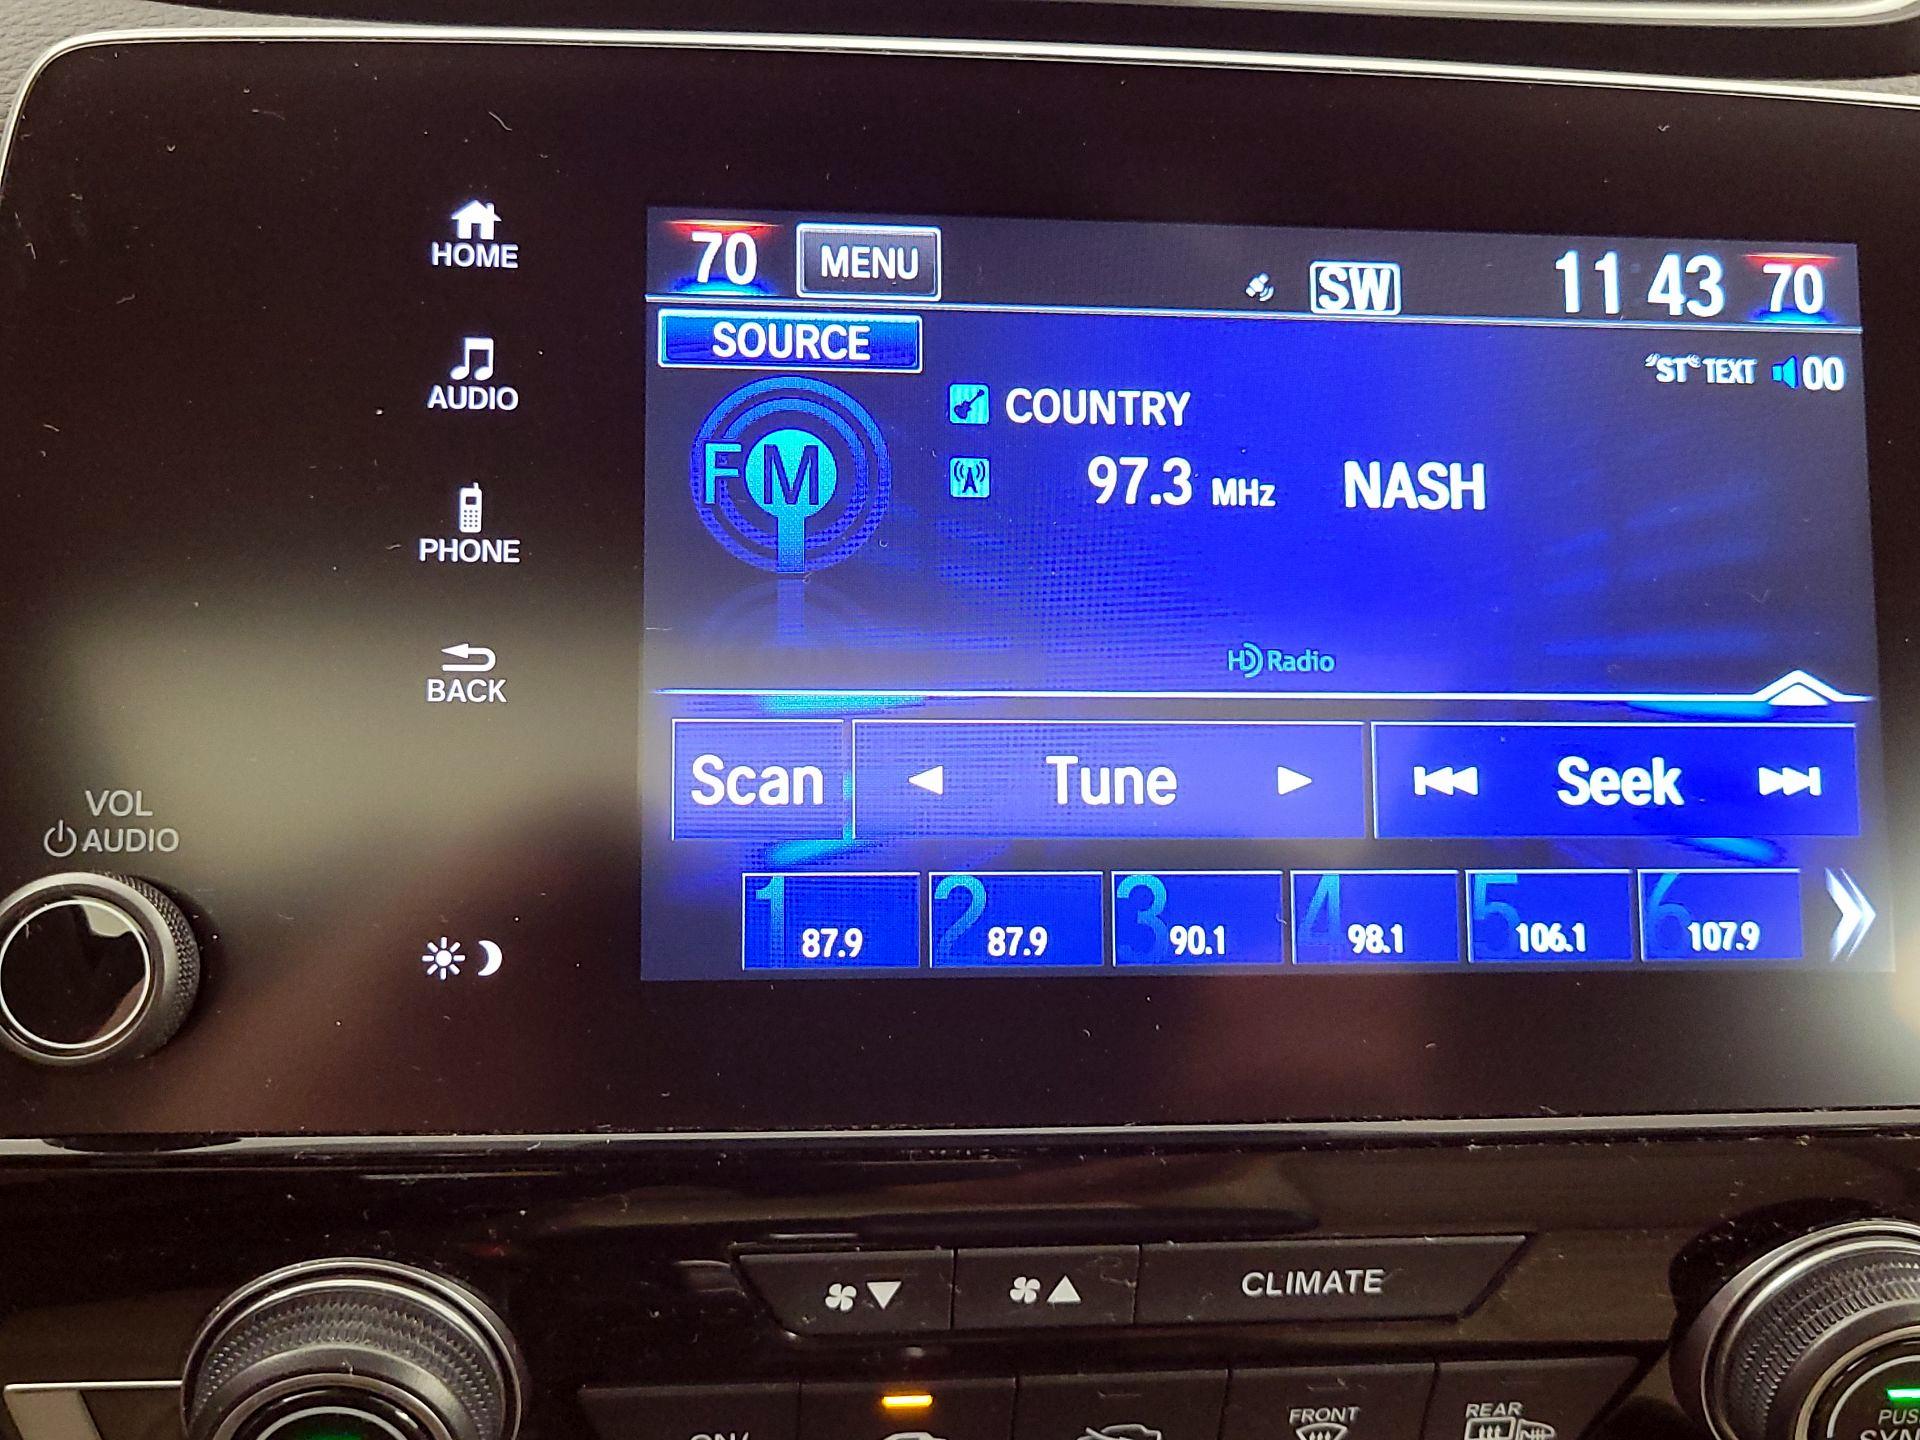 HOME
AUDIO
PHONE
BACK
VOL
AUDIO
70 MENU SW 11 43 70
SOURCE
"ST" TEXT 00
FM
COUNTRY
97.3 MHz NASH
HD Radio
Scan Tune Seek
1 87.9 2 87.9 3 90.1 4 98.1 5 106.1 6 107.9
CLIMATE
ON/
FRONT
REAR